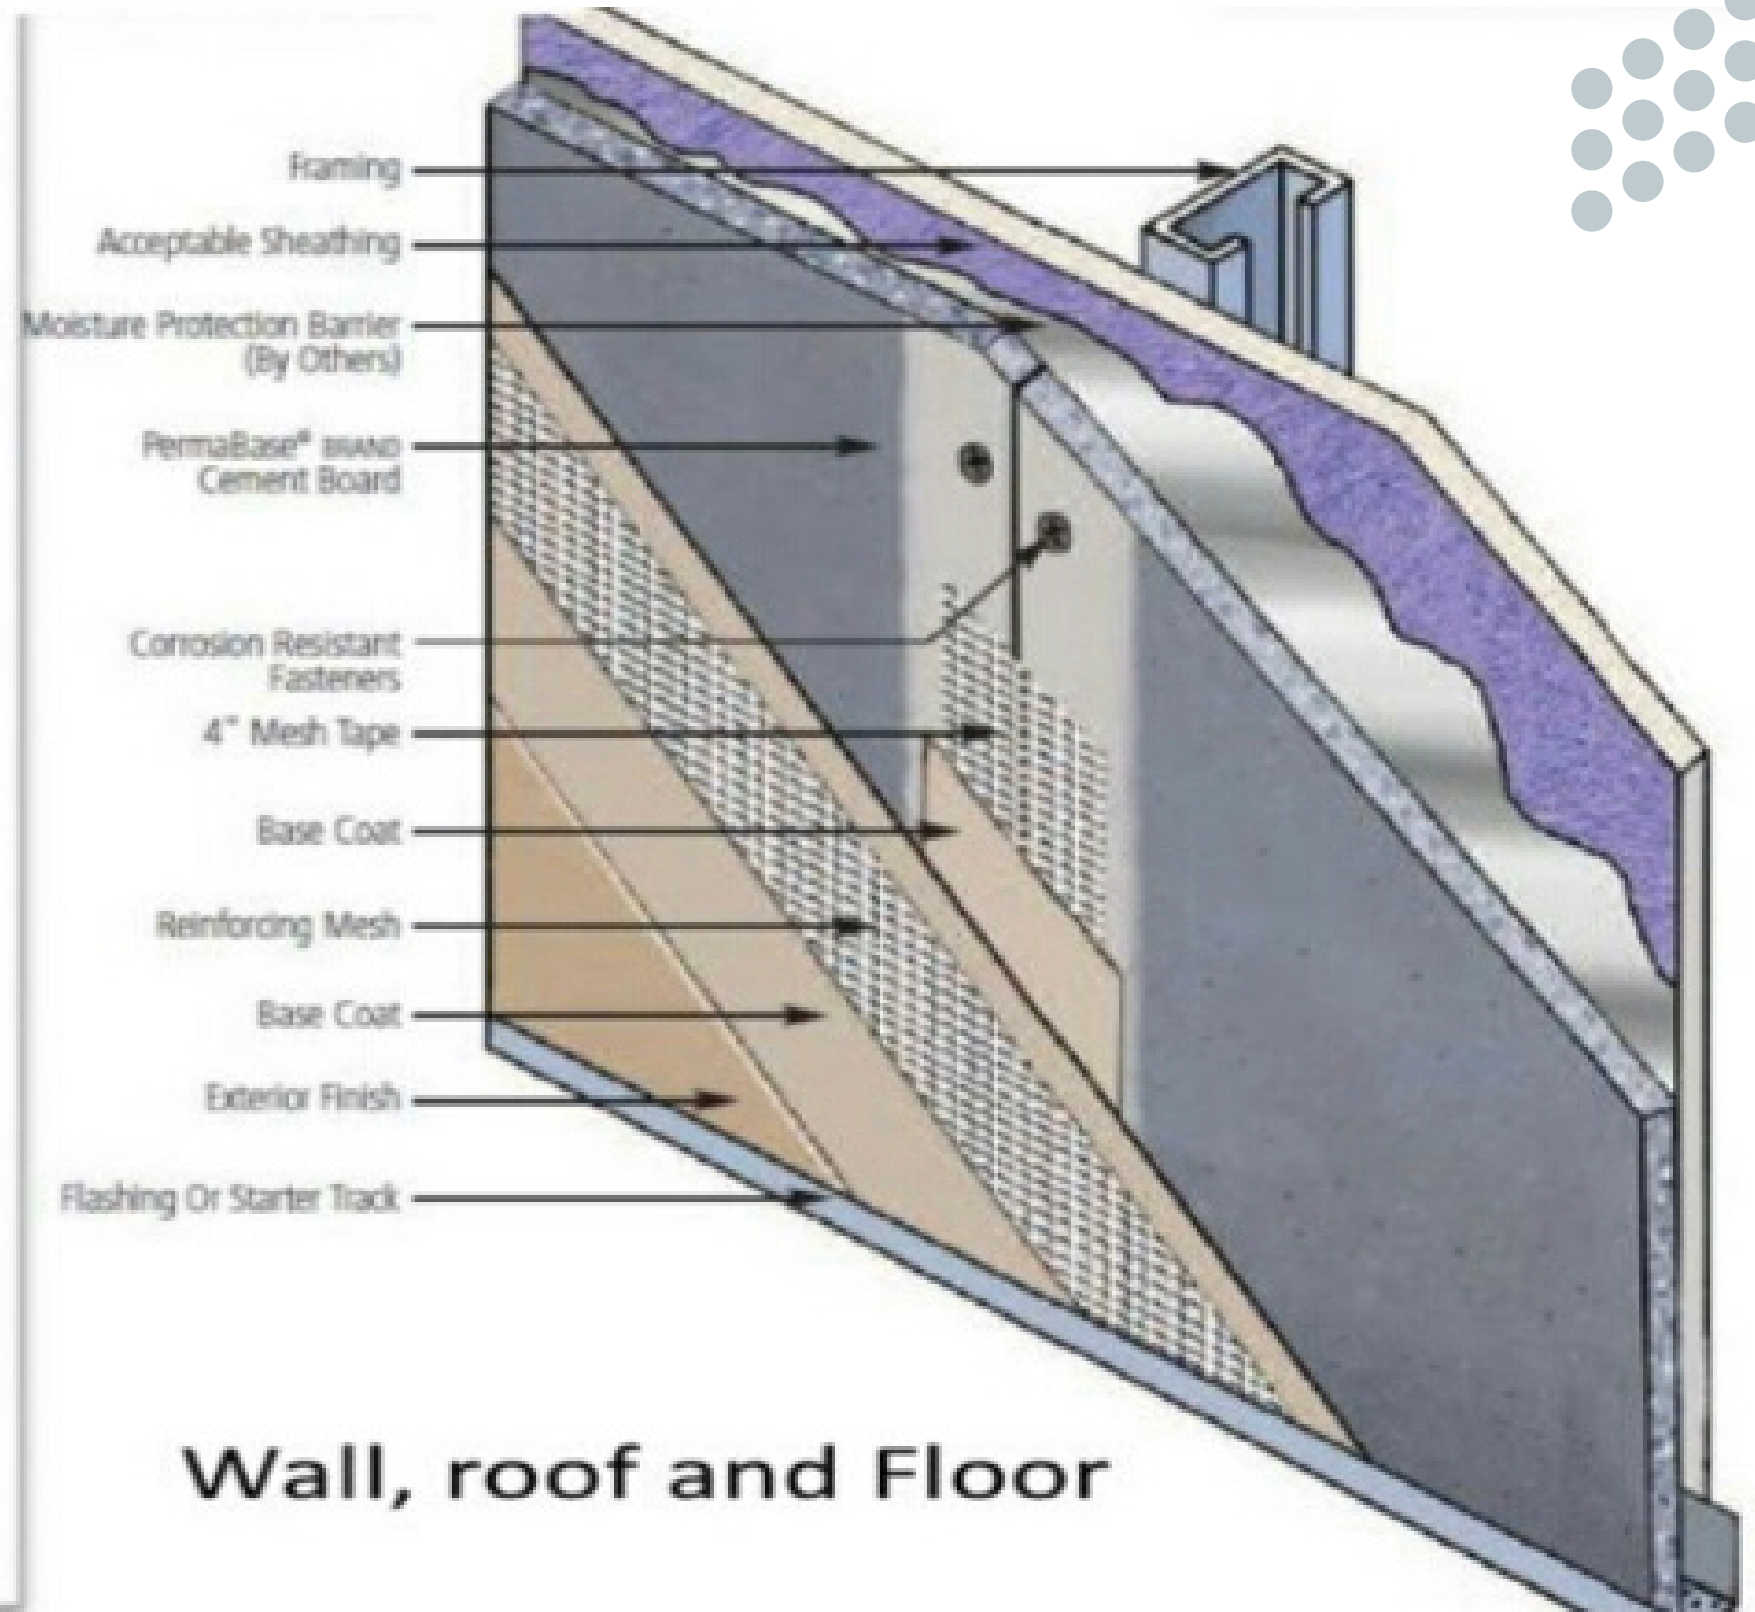 Framing
Acceptable Sheathing
Moisture Protection Barrier
(By Others)
PermaBase® BRAND
Cement Board
Corrosion Resistant
Fasteners
4" Mesh Tape
Base Coat
Reinforcing Mesh
Base Coat
Exterior Finish
Flashing Or Starter Track
Wall, roof and Floor